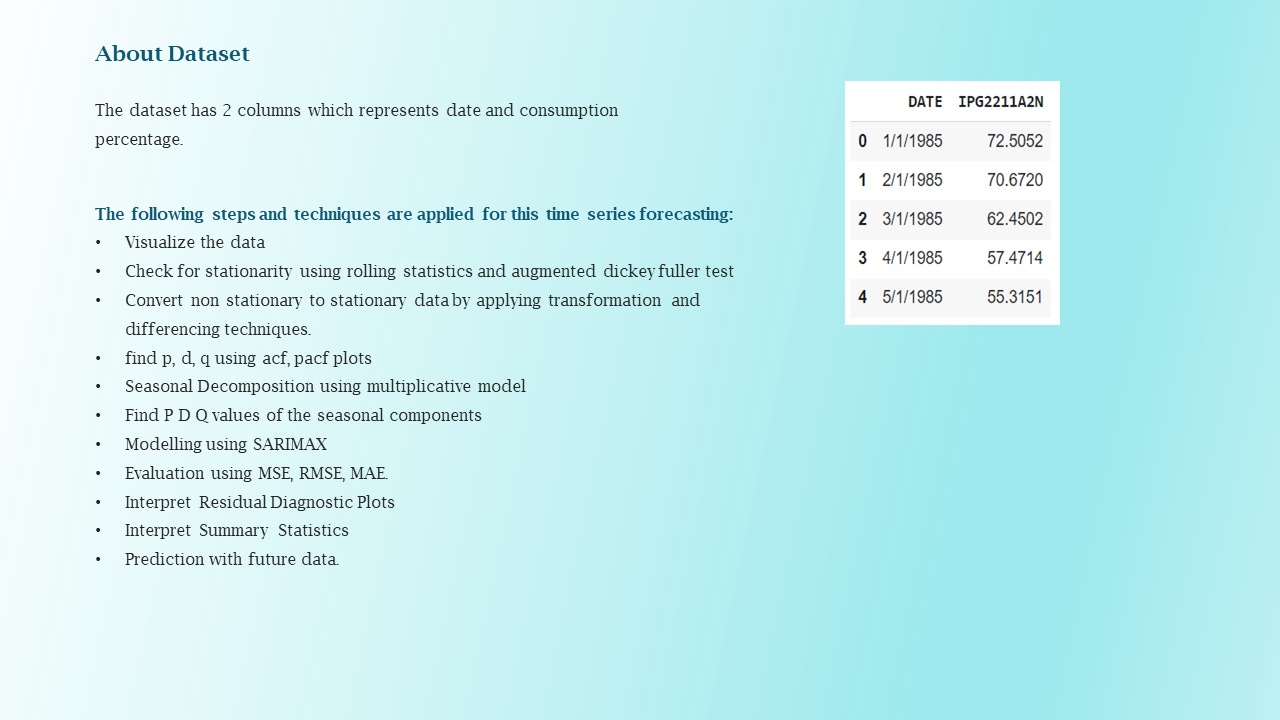 About Dataset
The dataset has 2 columns which represents date and consumption
percentage.
The following steps and techniques are applied for this time series forecasting:
• Visualize the data
• Check for stationarity using rolling statistics and augmented dickey fuller test
• Convert non stationary to stationary data by applying transformation and
differencing techniques.
• find p, d, q using acf, pacf plots
• Seasonal Decomposition using multiplicative model
• Find P D Q values of the seasonal components
• Modelling using SARIMAX
• Evaluation using MSE, RMSE, MAE.
• Interpret Residual Diagnostic Plots
• Interpret Summary Statistics
• Prediction with future data.
DATE IPG2211A2N
0 1/1/1985 72.5052
1 2/1/1985 70.6720
2 3/1/1985 62.4502
3 4/1/1985 57.4714
4 5/1/1985 55.3151